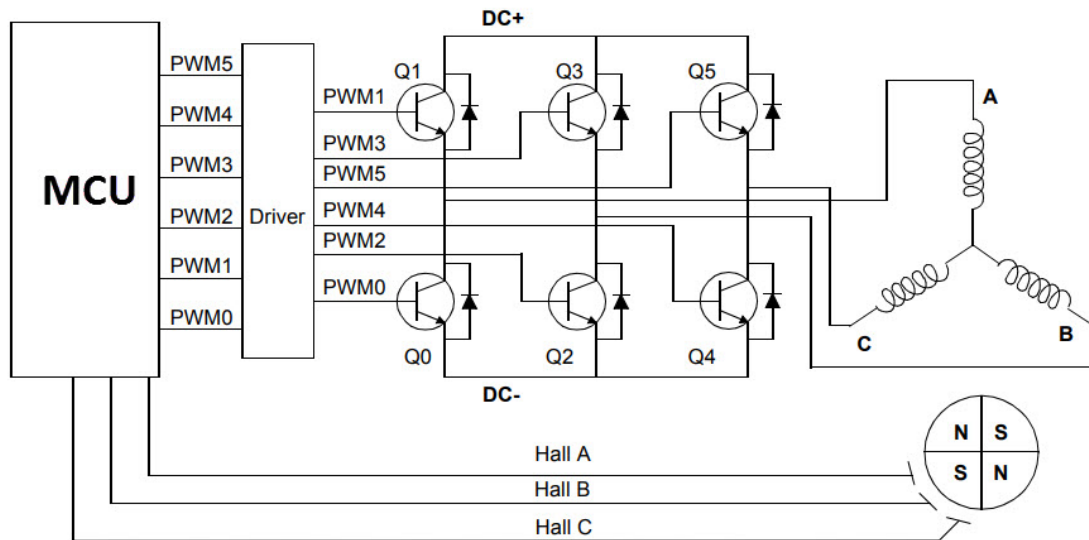 DC+
PWM5
PWM4
PWM3
PWM2
PWM1
PWM0
MCU
Driver
PWM1
PWM3
PWM5
PWM4
PWM2
PWM0
Q1
Q3
Q5
Q0
Q2
Q4
DC-
A
C
B
N S
S N
Hall A
Hall B
Hall C